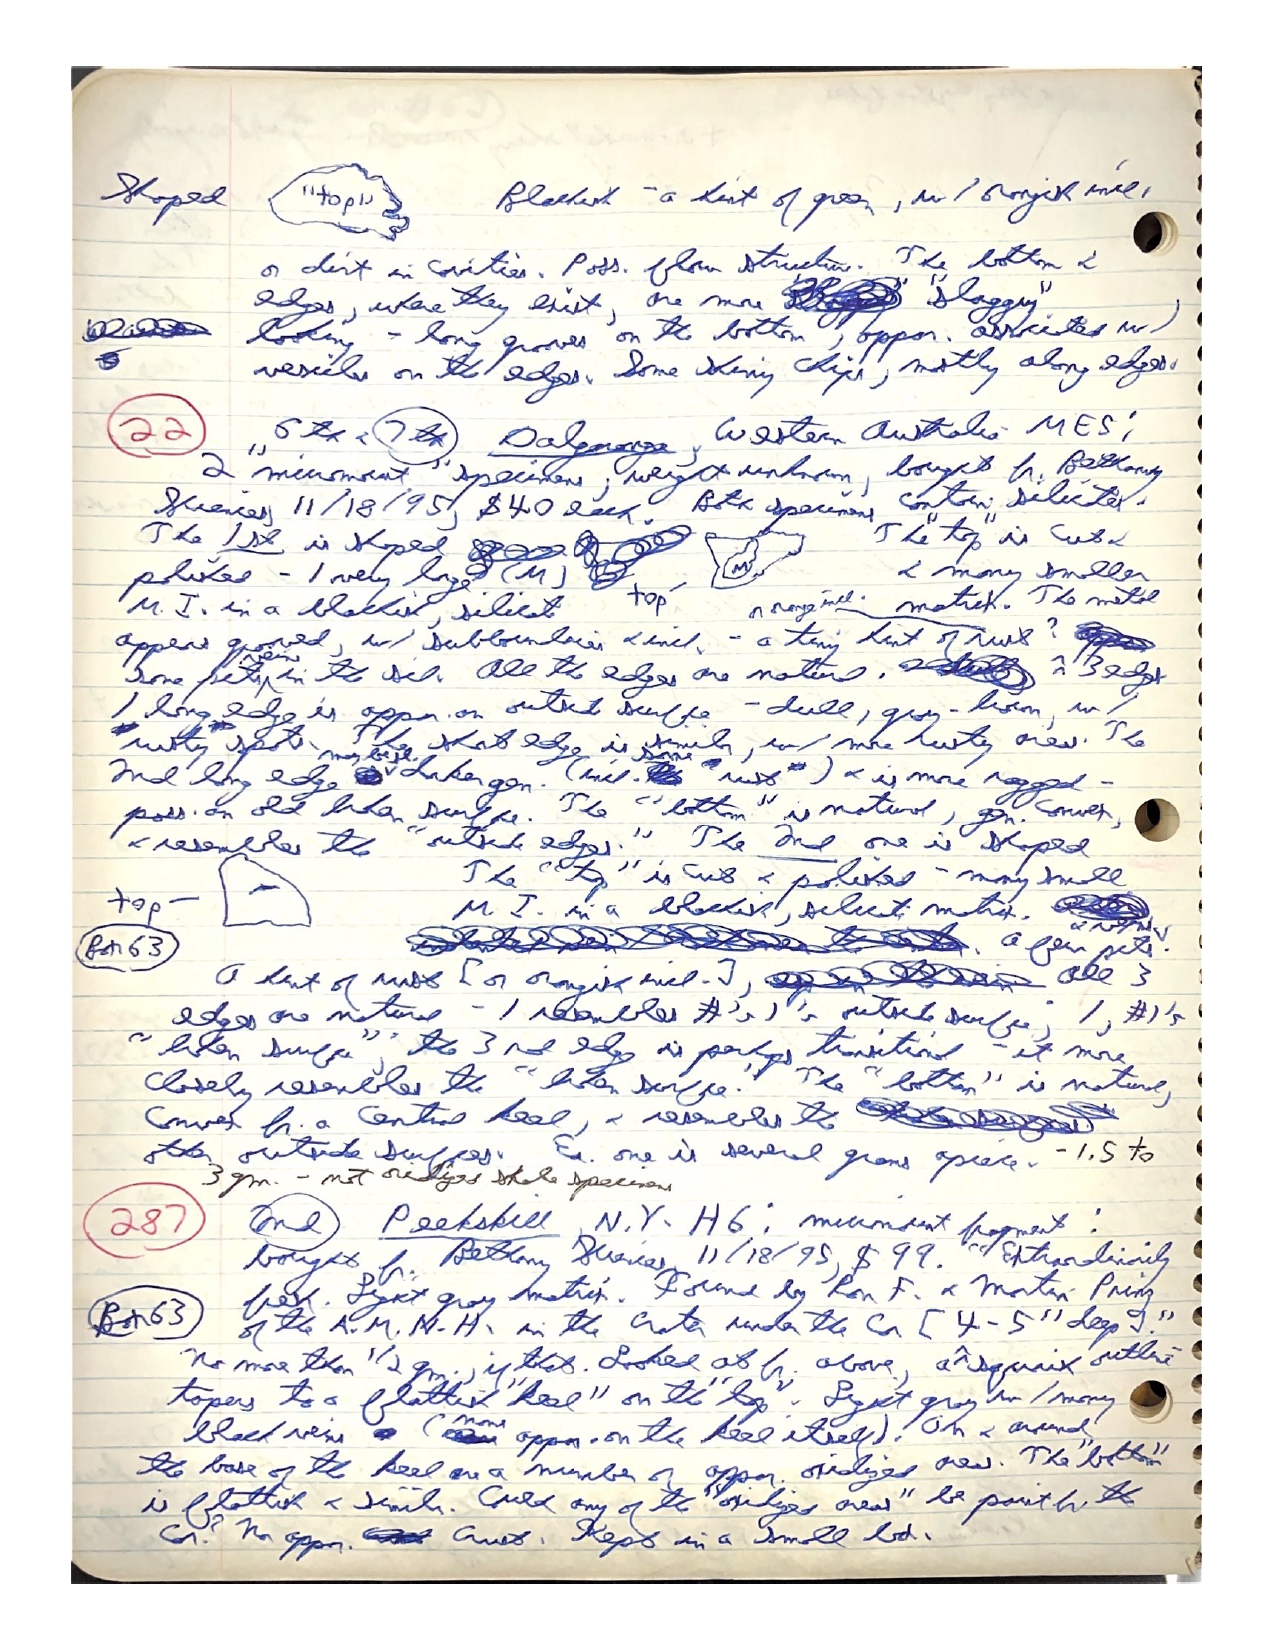 Shaped "top" Blackish - a hint of green, w/ orangish incl.
or dirt in cavities. Poss. flow structure. The bottom &
edges, where they exist, are more "slaggy"
looking - long grooves on the bottom, appar. associated w/
vesicles on the edges. Some shiny chips, mostly along edges.
22 6th & 7th Dalgaranga, Western Australia MES;
2 "micromount" specimens, weight unknown, bought fr. Bethany
Sciences, 11/18/95, $40 each. Both specimens contain silicates.
The 1st is shaped M The "top" is cut &
polished - 1 very large (M) & many smaller
top
M.I. in a blackish, silicate orange incl. matrix. The metal
appears grooved, w/ subboundaries & incl. - a tiny hint of rust?
Some pits, vein in the sil. All the edges are natural. 3 edges
1 long edge is appar. an outside surface - dull, gray-brown, w/
"rusty" spots. The short edge is similar, w/ more rusty areas. The
2nd long edge may be sl. darker gen. (incl. some "rust") & is more ragged -
poss. an old broken surface. The "bottom" is natural, gen. convex,
& resembles the "outside edges." The 2nd one is shaped
The "top" is cut & polished - many small
top -
M.I. in a blackish, silicate matrix.
Box 63 A few pits.
A hint of rust [or orangish incl.], All 3
edges are natural - 1 resembles #1's outside surface; 1, #1's
"broken surface"; the 3rd edge is perhaps transitional - it more
closely resembles the "broken surface." The "bottom" is natural,
convex fr. a central keel, & resembles the
other outside surfaces. Ea. one is several grams apiece. - 1.5 to
3 gm. - not oxidized stable specimens
287 2nd Peekskill, N.Y. H6; micromount fragment;
bought fr. Bethany Sciences, 11/18/95, $99. "Extraordinarily
fresh. Light gray matrix. Found by Ron F. & Martin Prinz
Box 63 of the A.M.N.H. in the crater under the car [4-5" deep]."
No more than 1/2 gm., if that. Looked at fr. above, a squarish outline
tapers to a flattish "keel" on the "top". Light gray w/ many
black veins (none appar. on the keel itself). On & around
the base of the keel are a number of appar. oxidized areas. The "bottom"
is flattish & similar. Could any of the "oxidized areas" be paint fr. the
car? No appar. crust. Kept in a small bd.